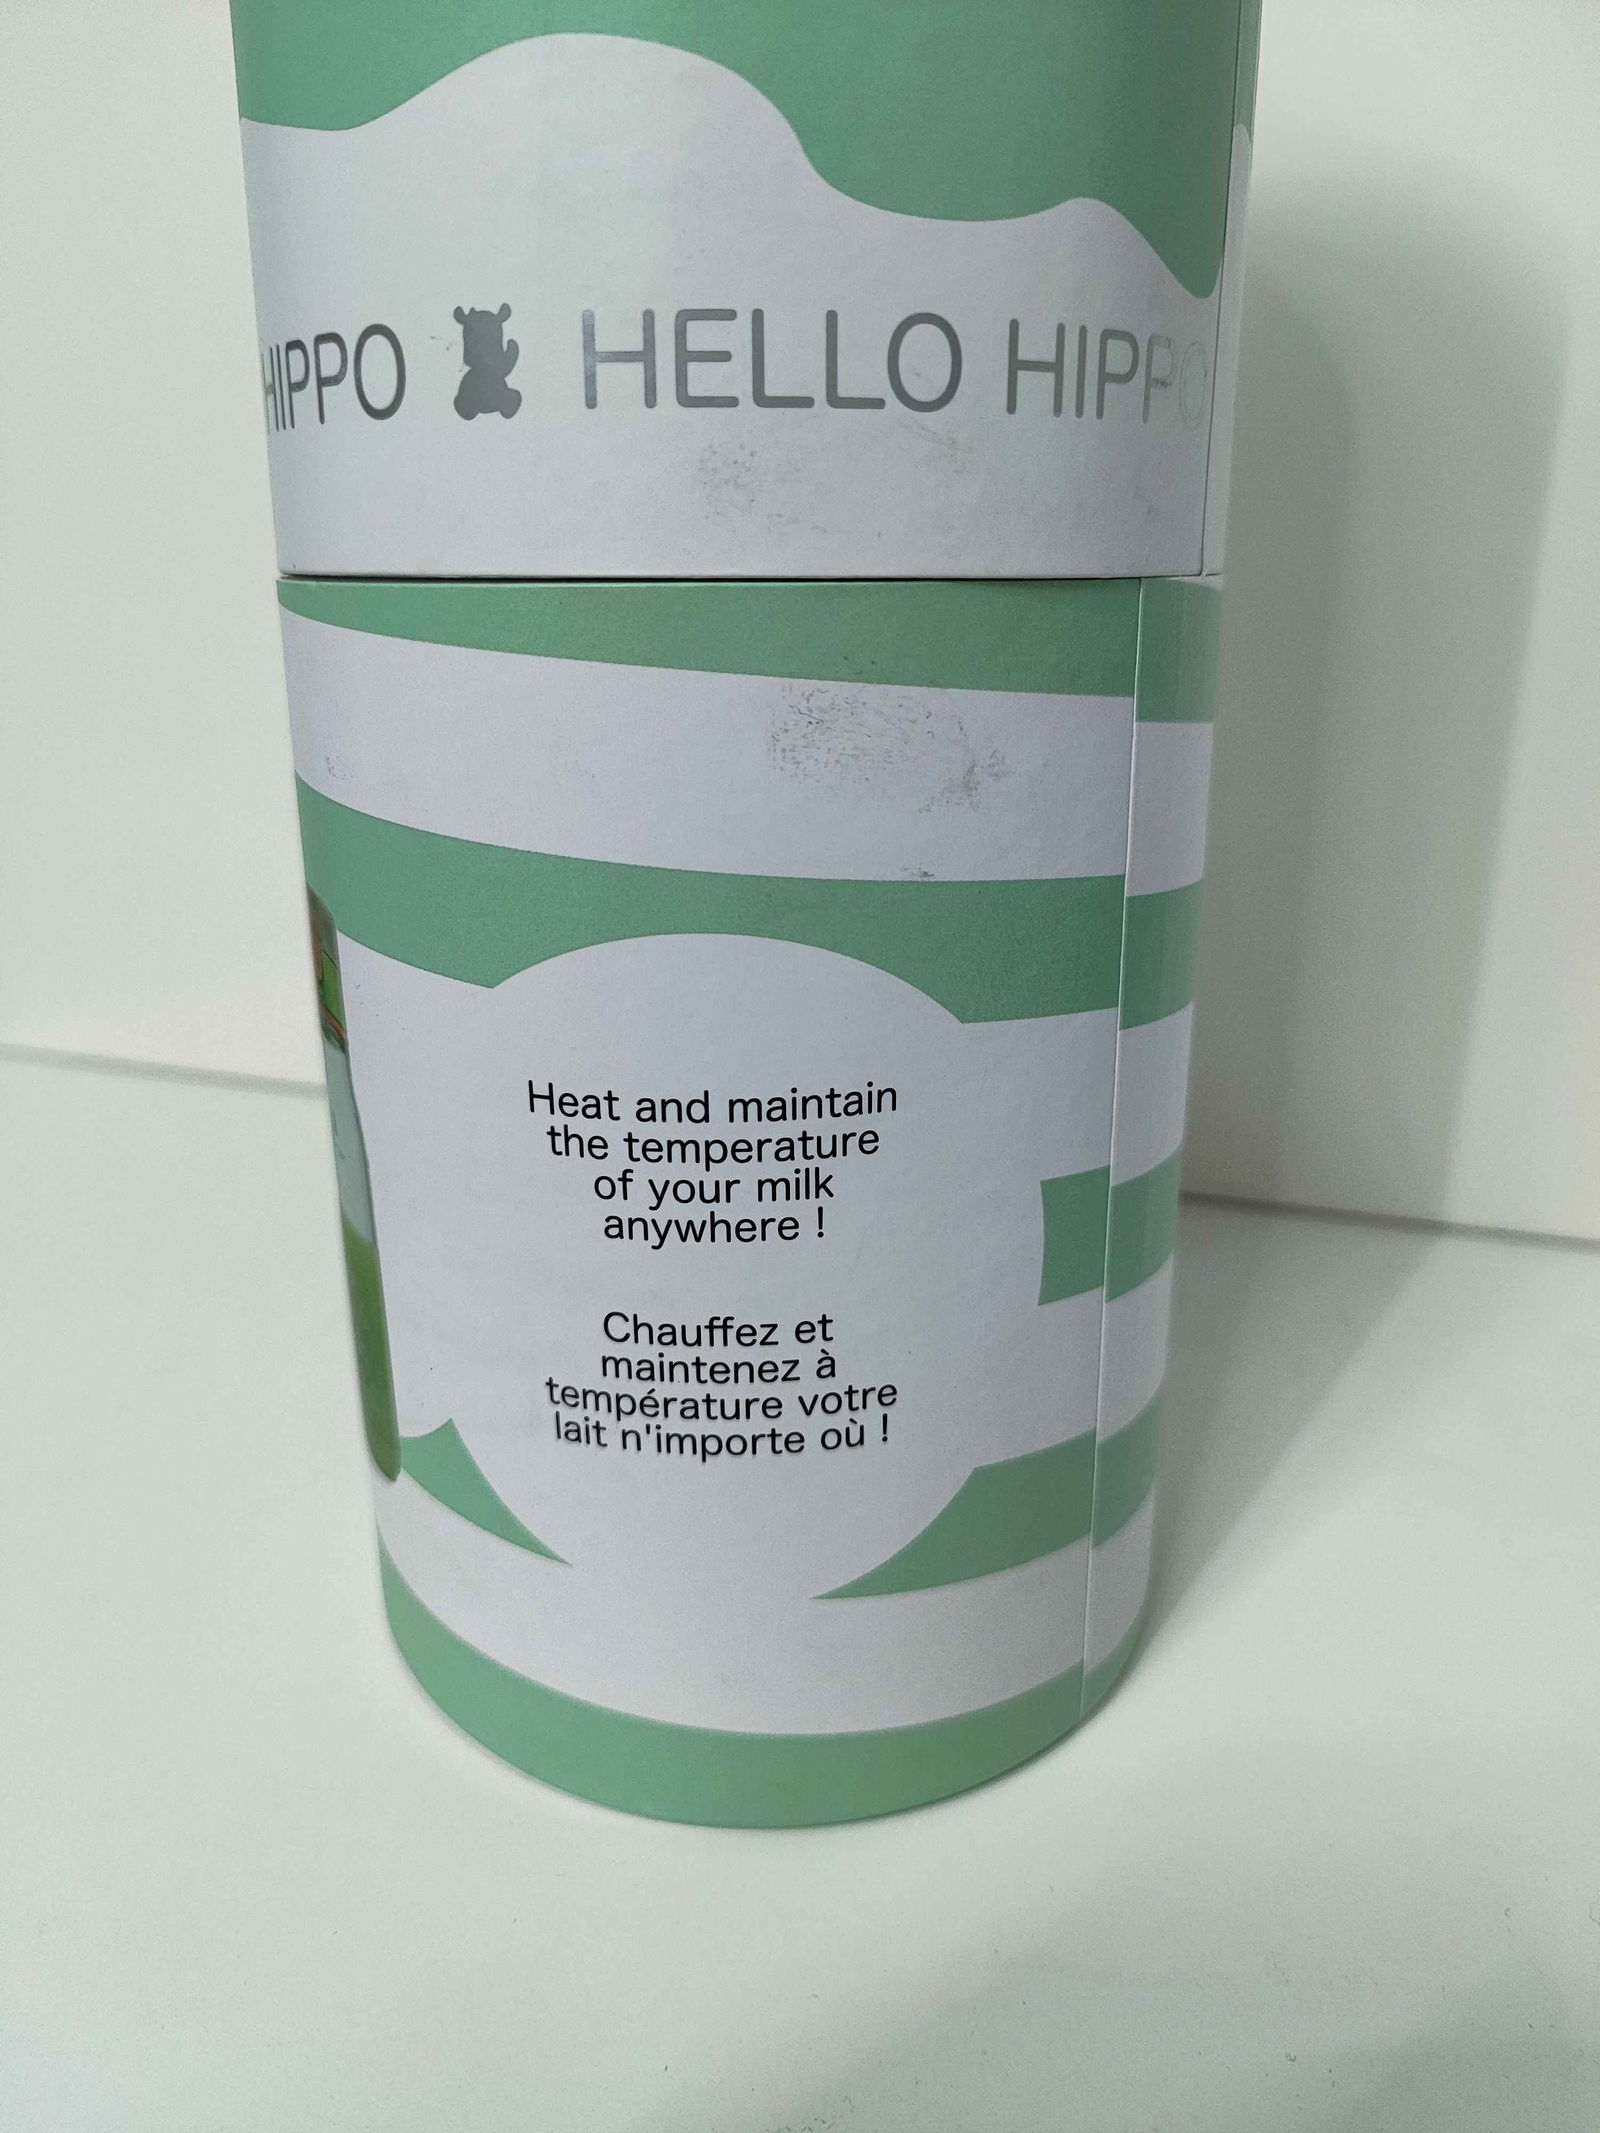 HIPPO HELLO HIPPO
Heat and maintain
the temperature
of your milk
anywhere !
Chauffez et
maintenez à
température votre
lait n'importe où !